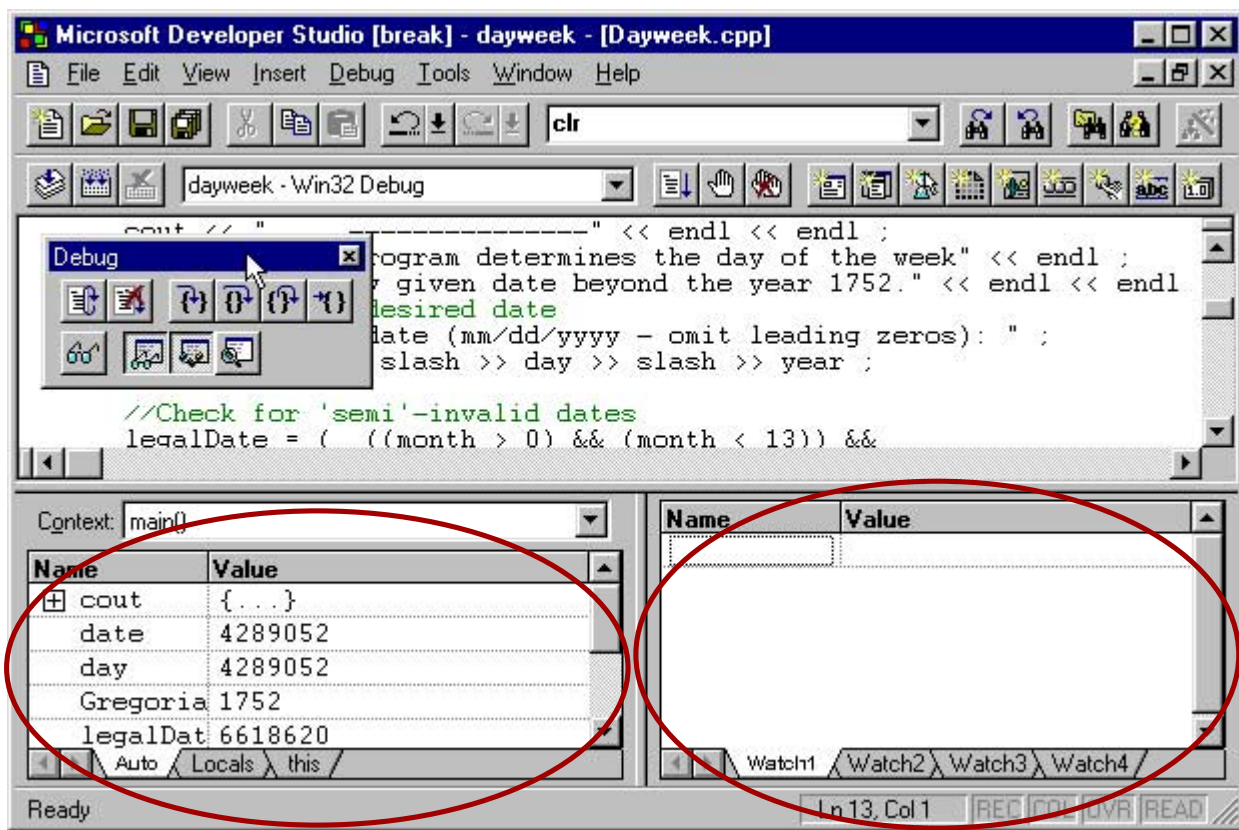 Microsoft Developer Studio [break] - dayweek - [Dayweek.cpp]
File Edit View Insert Debug Tools Window Help
clr
dayweek - Win32 Debug
abc
1.0
cout << " ---------------" << endl << endl ;
Debug
rogram determines the day of the week" << endl ;
given date beyond the year 1752." << endl << endl
desired date
date (mm/dd/yyyy - omit leading zeros): " ;
slash >> day >> slash >> year ;
//Check for 'semi'-invalid dates
legalDate = ( ((month > 0) && (month < 13)) &&
Context: main()
Name Value
cout {...}
date 4289052
day 4289052
Gregoria 1752
legalDat 6618620
Auto Locals this
Name Value
Watch1 Watch2 Watch3 Watch4
Ready Ln 13, Col 1 REC COL OVR READ